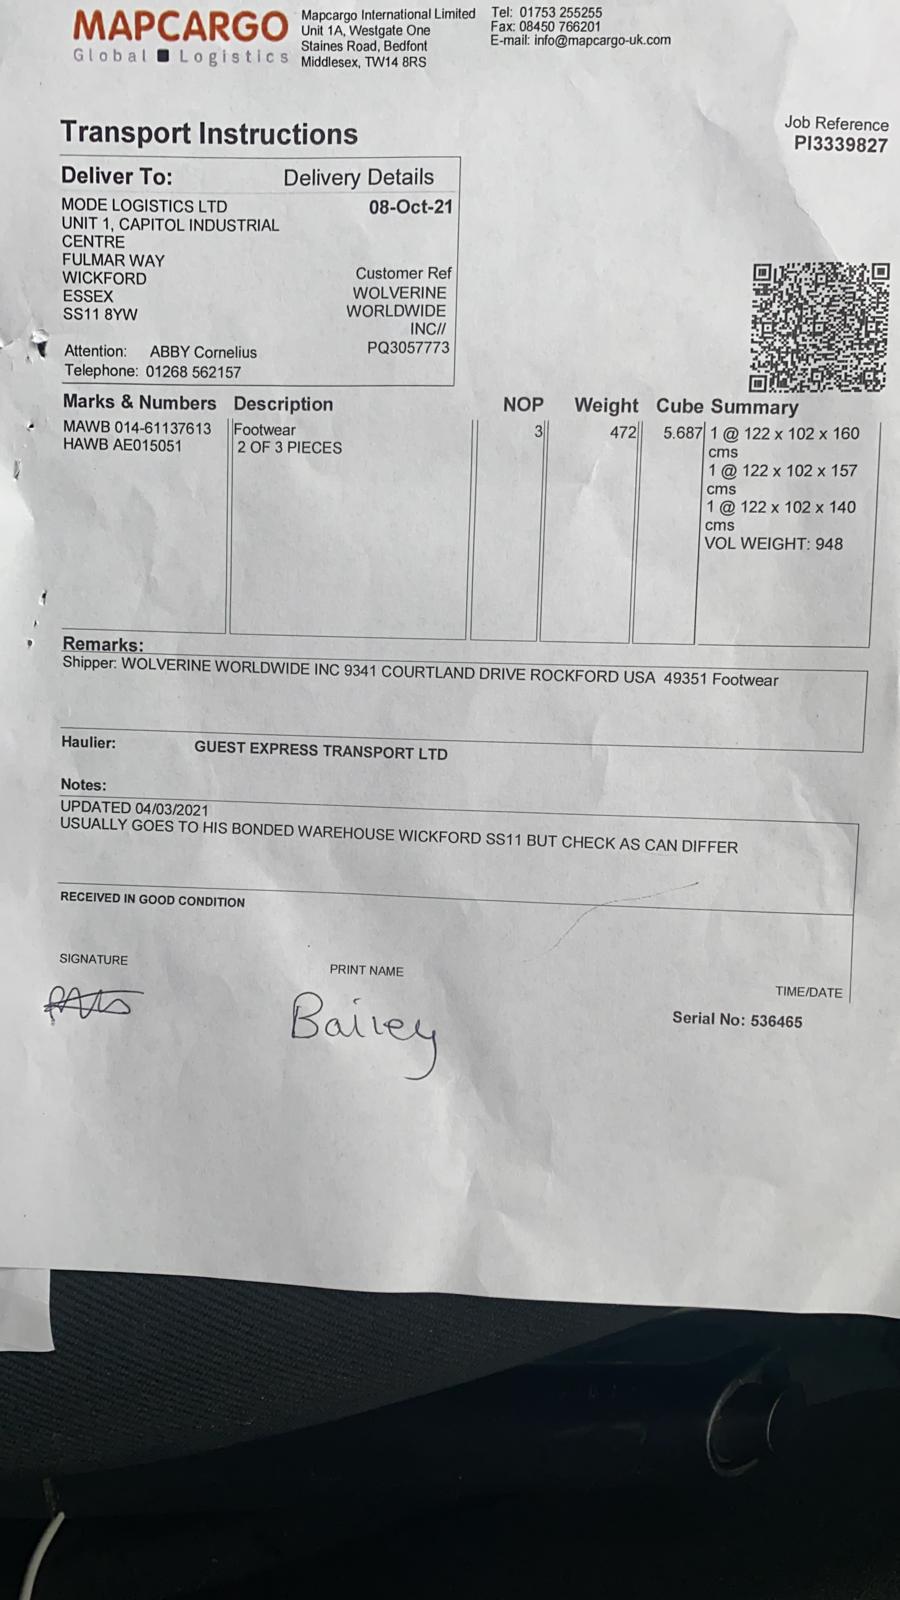 MAPCARGO
Global Logistics
Mapcargo International Limited
Unit 1A, Westgate One
Staines Road, Bedfont
Middlesex, TW14 8RS
Tel: 01753 255255
Fax: 08450 766201
E-mail: info@mapcargo-uk.com
Transport Instructions
Job Reference
PI3339827
Deliver To: Delivery Details
MODE LOGISTICS LTD 08-Oct-21
UNIT 1, CAPITOL INDUSTRIAL
CENTRE
FULMAR WAY
WICKFORD
ESSEX
SS11 8YW
Customer Ref
WOLVERINE
WORLDWIDE
INC//
PQ3057773
Attention: ABBY Cornelius
Telephone: 01268 562157
Marks & Numbers Description NOP Weight Cube Summary
MAWB 014-61137613 Footwear 3 472 5.687 1 @ 122 x 102 x 160
HAWB AE015051 2 OF 3 PIECES cms
1 @ 122 x 102 x 157
cms
1 @ 122 x 102 x 140
cms
VOL WEIGHT: 948
Remarks:
Shipper: WOLVERINE WORLDWIDE INC 9341 COURTLAND DRIVE ROCKFORD USA 49351 Footwear
Haulier: GUEST EXPRESS TRANSPORT LTD
Notes:
UPDATED 04/03/2021
USUALLY GOES TO HIS BONDED WAREHOUSE WICKFORD SS11 BUT CHECK AS CAN DIFFER
RECEIVED IN GOOD CONDITION
SIGNATURE PRINT NAME TIME/DATE
Bailey
Serial No: 536465